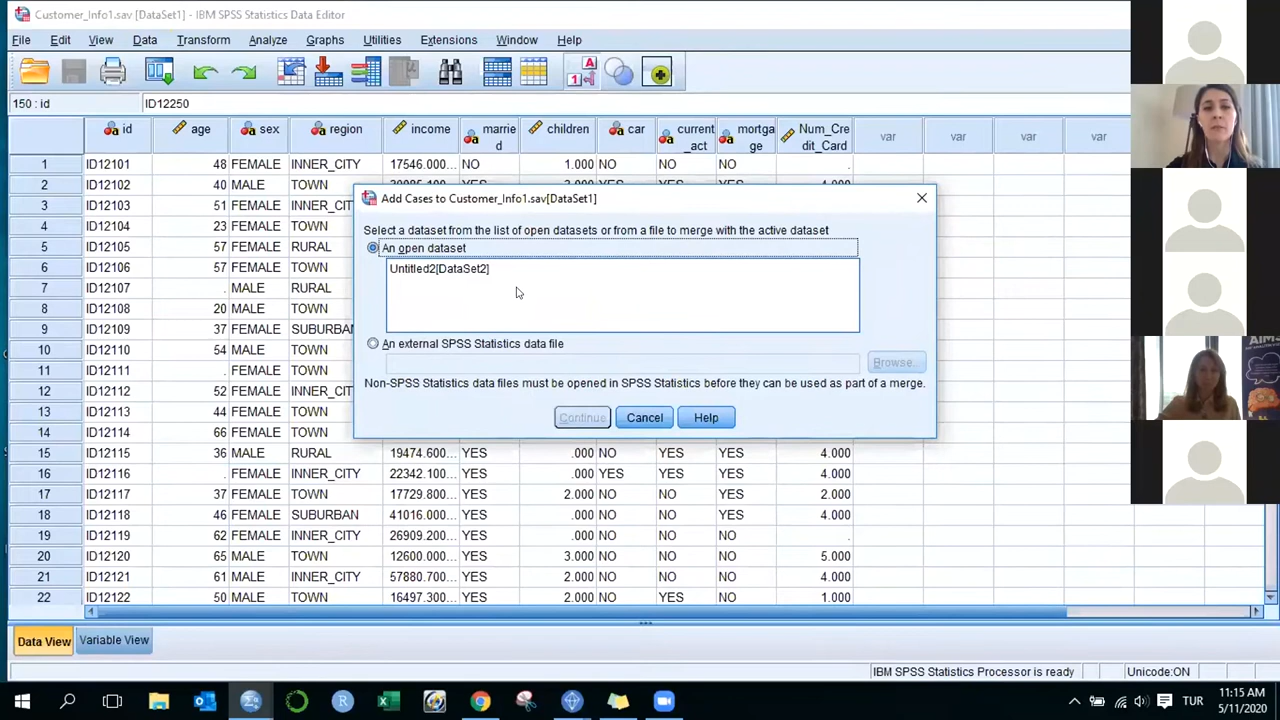 Customer_Info1.sav [DataSet1] - IBM SPSS Statistics Data Editor
File Edit View Data Transform Analyze Graphs Utilities Extensions Window Help
150 : id ID12250
id age sex region income marrie d children car current _act mortga ge Num_Cre dit_Card var var var var
1 ID12101 48 FEMALE INNER_CITY 17546.000... NO 1.000 NO NO NO .
2 ID12102 40 MALE TOWN 4.000
3 ID12103 51 FEMALE INNER_C
4 ID12104 23 FEMALE TOWN
5 ID12105 57 FEMALE RURAL
6 ID12106 57 FEMALE TOWN
7 ID12107 . MALE RURAL
8 ID12108 20 MALE TOWN
9 ID12109 37 FEMALE SUBURBAN
10 ID12110 54 MALE TOWN
11 ID12111 . FEMALE TOWN
12 ID12112 52 FEMALE INNER_C
13 ID12113 44 FEMALE TOWN
14 ID12114 66 FEMALE TOWN
15 ID12115 36 MALE RURAL 19474.600... YES .000 NO YES YES 4.000
16 ID12116 . FEMALE INNER_CITY 22342.100... YES .000 YES YES YES 4.000
17 ID12117 37 FEMALE TOWN 17729.800... YES 2.000 NO NO NO 2.000
18 ID12118 46 FEMALE SUBURBAN 41016.000... YES .000 NO NO YES 4.000
19 ID12119 62 FEMALE INNER_CITY 26909.200... YES .000 NO NO NO .
20 ID12120 65 MALE TOWN 12600.000... YES 3.000 NO NO NO 5.000
21 ID12121 61 MALE INNER_CITY 57880.700... YES 2.000 NO NO NO 4.000
22 ID12122 50 MALE TOWN 16497.300... YES 2.000 NO YES NO 1.000
Add Cases to Customer_Info1.sav[DataSet1]
Select a dataset from the list of open datasets or from a file to merge with the active dataset
An open dataset
Untitled2[DataSet2]
An external SPSS Statistics data file
Browse...
Non-SPSS Statistics data files must be opened in SPSS Statistics before they can be used as part of a merge.
Continue Cancel Help
AIMS
Data View Variable View
IBM SPSS Statistics Processor is ready Unicode:ON
TUR 11:15 AM
5/11/2020